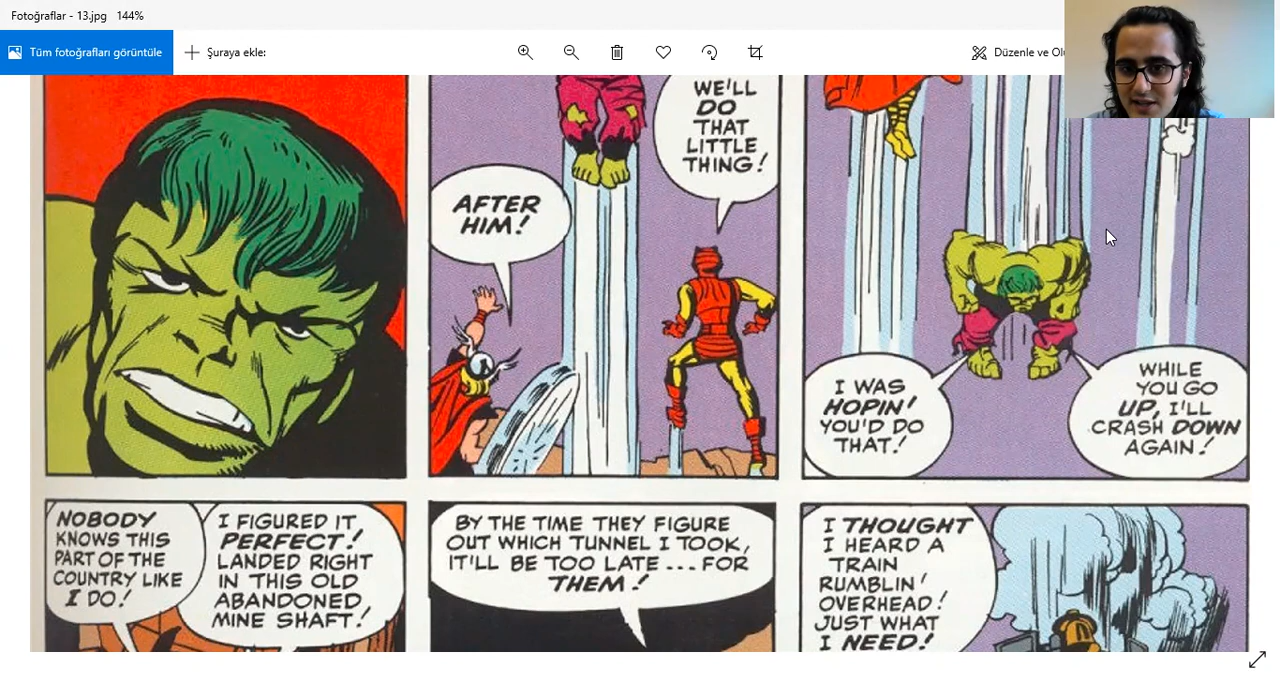 Fotoğraflar - 13.jpg 144%
Tüm fotoğrafları görüntüle
Şuraya ekle:
Düzenle ve Olu
AFTER
HIM!
WE'LL
DO
THAT
LITTLE
THING!
I WAS
HOPIN'
YOU'D DO
THAT!
WHILE
YOU GO
UP, I'LL
CRASH DOWN
AGAIN!
NOBODY
KNOWS THIS
PART OF THE
COUNTRY LIKE
I DO!
I FIGURED IT
PERFECT!
LANDED RIGHT
IN THIS OLD
ABANDONED
MINE SHAFT!
BY THE TIME THEY FIGURE
OUT WHICH TUNNEL I TOOK,
IT'LL BE TOO LATE... FOR
THEM!
I THOUGHT
I HEARD A
TRAIN
RUMBLIN'
OVERHEAD!
JUST WHAT
I NEED!